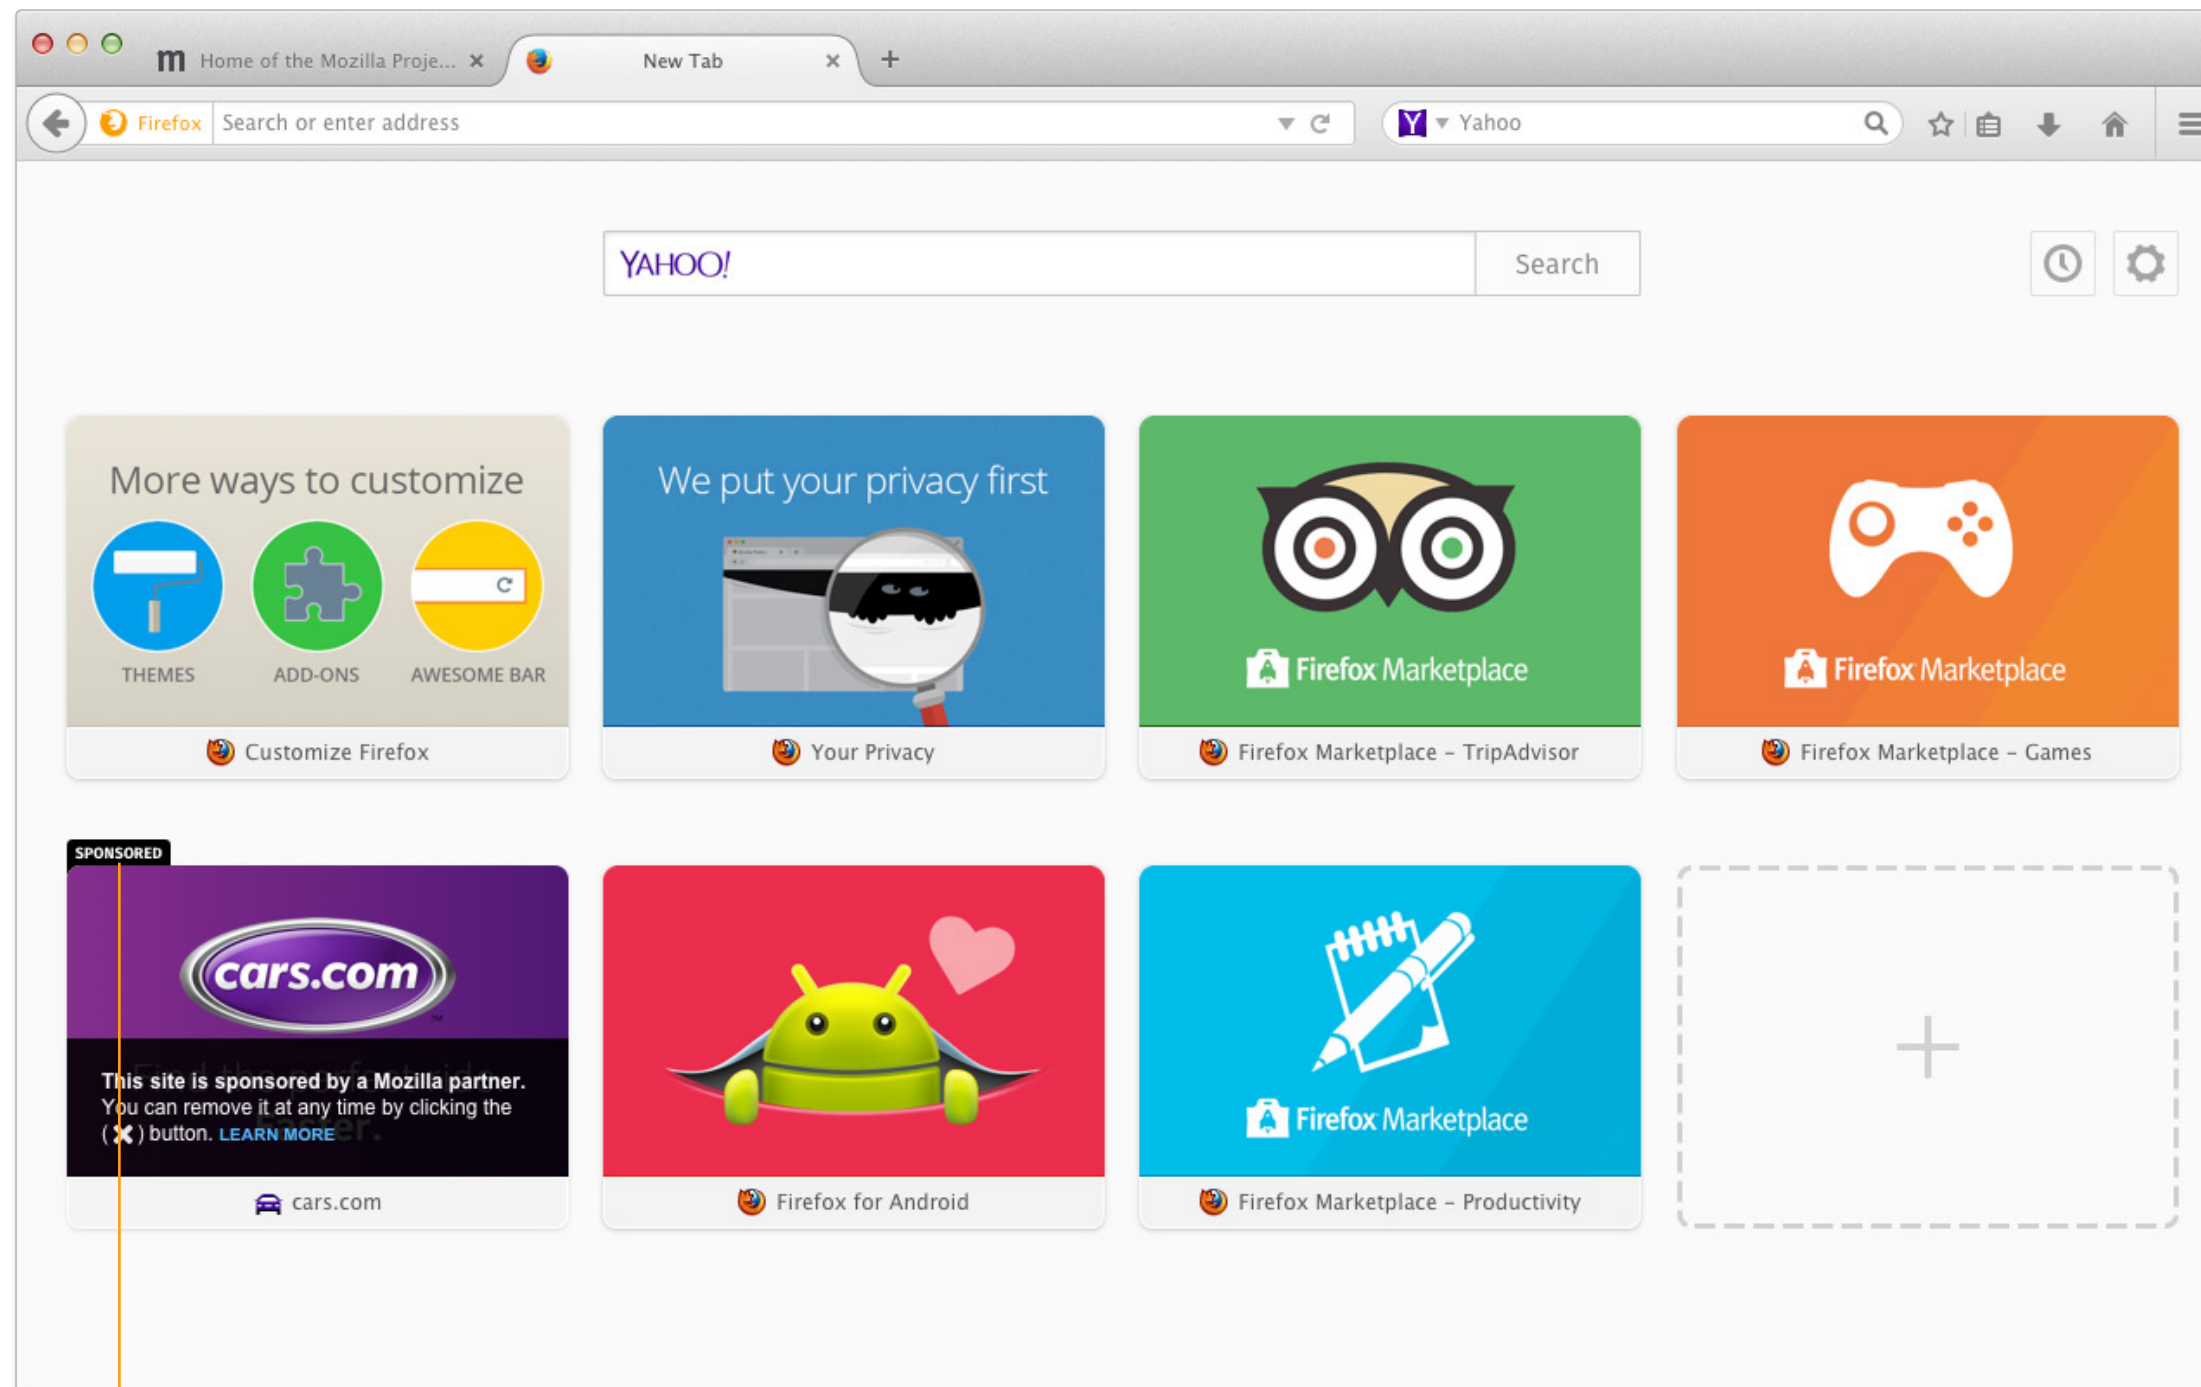 m Home of the Mozilla Proje...
New Tab
Firefox
Search or enter address
Y Yahoo
YAHOO!
Search
More ways to customize
THEMES
ADD-ONS
AWESOME BAR
Customize Firefox
We put your privacy first
Your Privacy
Firefox Marketplace
Firefox Marketplace – TripAdvisor
Firefox Marketplace
Firefox Marketplace – Games
SPONSORED
cars.com
TM
This site is sponsored by a Mozilla partner.
You can remove it at any time by clicking the
( ✖ ) button. LEARN MORE
cars.com
Firefox for Android
Firefox Marketplace
Firefox Marketplace – Productivity